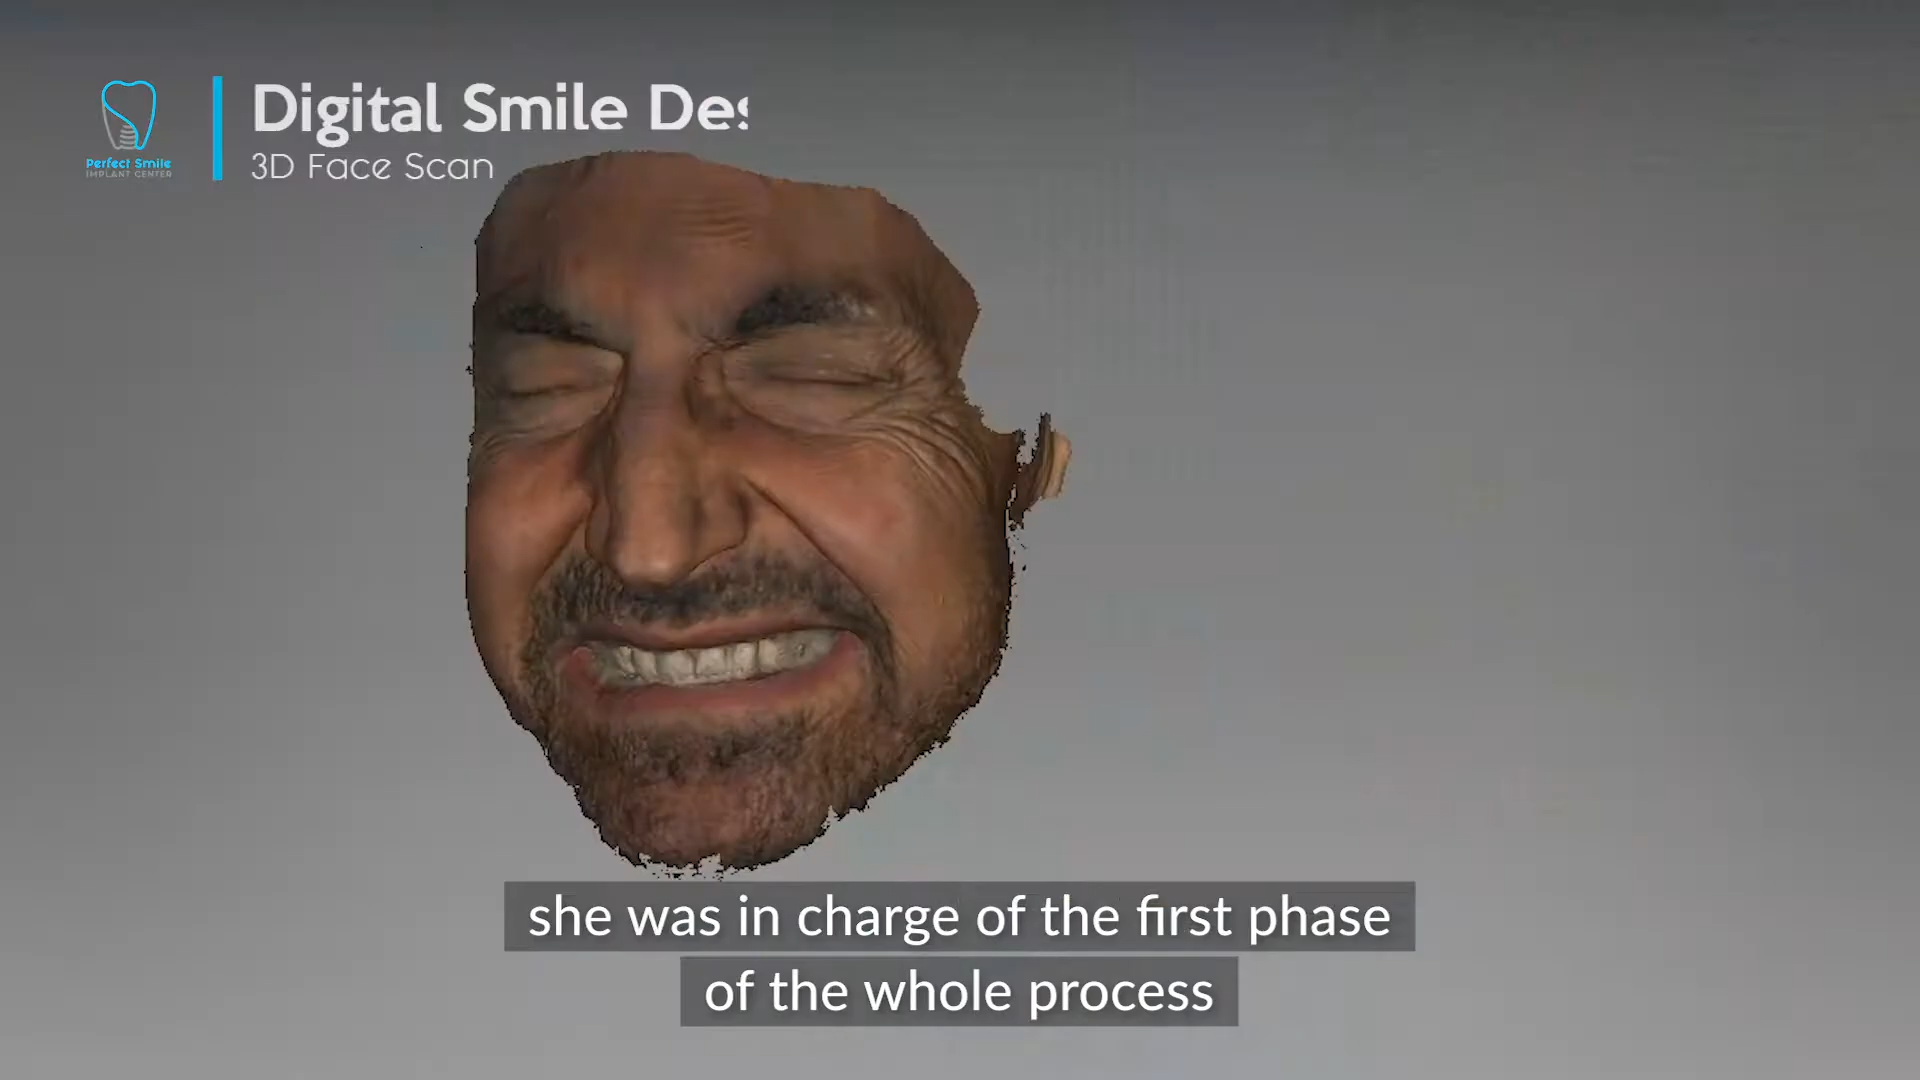 Digital Smile Des
3D Face Scan
Perfect Smile
IMPLANT CENTER
she was in charge of the first phase
of the whole process